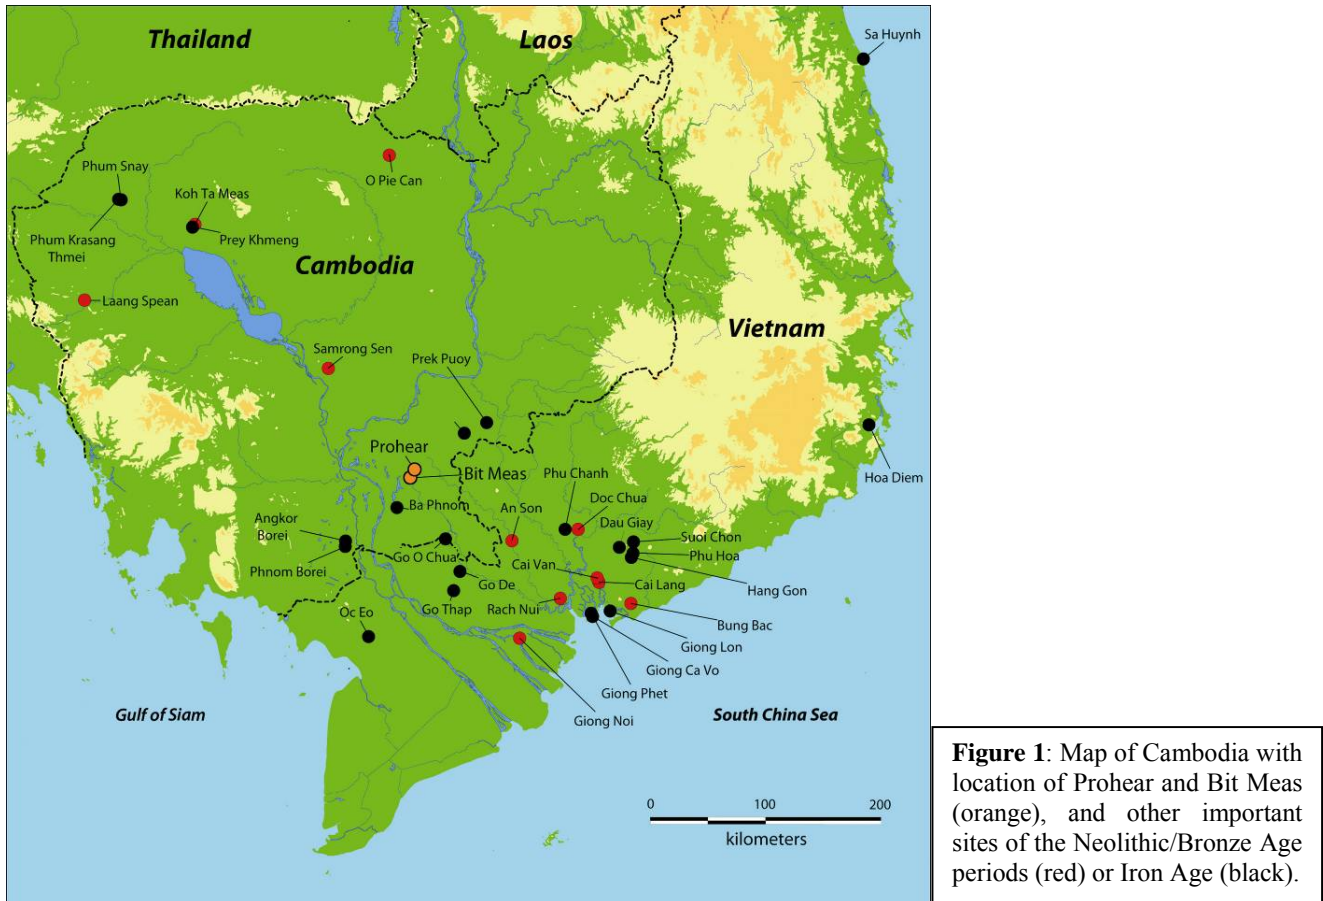 Thailand
Laos
Sa Huynh
Phum Snay
O Pie Can
Koh Ta Meas
Phum Krasang
Thmei
Prey Khmeng
Cambodia
Laang Spean
Vietnam
Samrong Sen
Prek Puoy
Prohear
Bit Meas
Phu Chanh
Hoa Diem
Doc Chua
Ba Phnom
An Son
Dau Giay
Angkor
Borei
Suoi Chon
Go O Chua
Phu Hoa
Phnom Borei
Cai Van
Go De
Cai Lang
Hang Gon
Oc Eo
Go Thap
Rach Nui
Bung Bac
Giong Lon
Giong Ca Vo
Giong Phet
Giong Noi
Gulf of Siam
South China Sea
0 100 200
kilometers
Figure 1: Map of Cambodia with
location of Prohear and Bit Meas
(orange), and other important
sites of the Neolithic/Bronze Age
periods (red) or Iron Age (black).